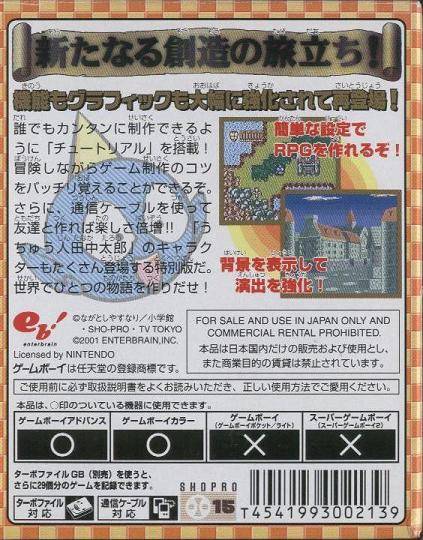 新たなる創造の旅立ち!
機能もグラフィックも大幅に強化されて再登場!
誰でもカンタンに制作できるよ
うに「チュートリアル」を搭載!
冒険しながらゲーム制作のコツ
をバッチリ覚えることができるぞ。
さらに、通信ケーブルを使って
友達と作れば楽しさ倍増!!「う
ちゅう人田中太郎」のキャラク
ターもたくさん登場する特別版だ。
世界でひとつの物語を作りだせ!
簡単な設定で
RPGを作れるぞ!
背景を表示して
演出を強化!
eb!
enterbrain
©ながとしやすなり/小学館
・SHO-PRO・TV TOKYO
©2001 ENTERBRAIN,INC.
Licensed by NINTENDO
ゲームボーイは任天堂の登録商標です。
FOR SALE AND USE IN JAPAN ONLY AND
COMMERCIAL RENTAL PROHIBITED.
本品は日本国内だけの販売および使用とし、
また商業目的の賃貸は禁止されています。
ご使用前に必ず取扱説明書をよくお読みいただき、正しい使用方法でご愛用ください。
本品は、○印のついている機器に使用できます。
ゲームボーイアドバンス
ゲームボーイカラー
ゲームボーイ
(ゲームボーイポケット/ライト)
スーパーゲームボーイ
(スーパーゲームボーイ2)
○ ○ × ×
ターボファイルGB(別売)を使うと、
さらに29個分のゲームを記録できます。
ターボファイル
対応
通信ケーブル
対応
SHOPRO
15
T4541993002139